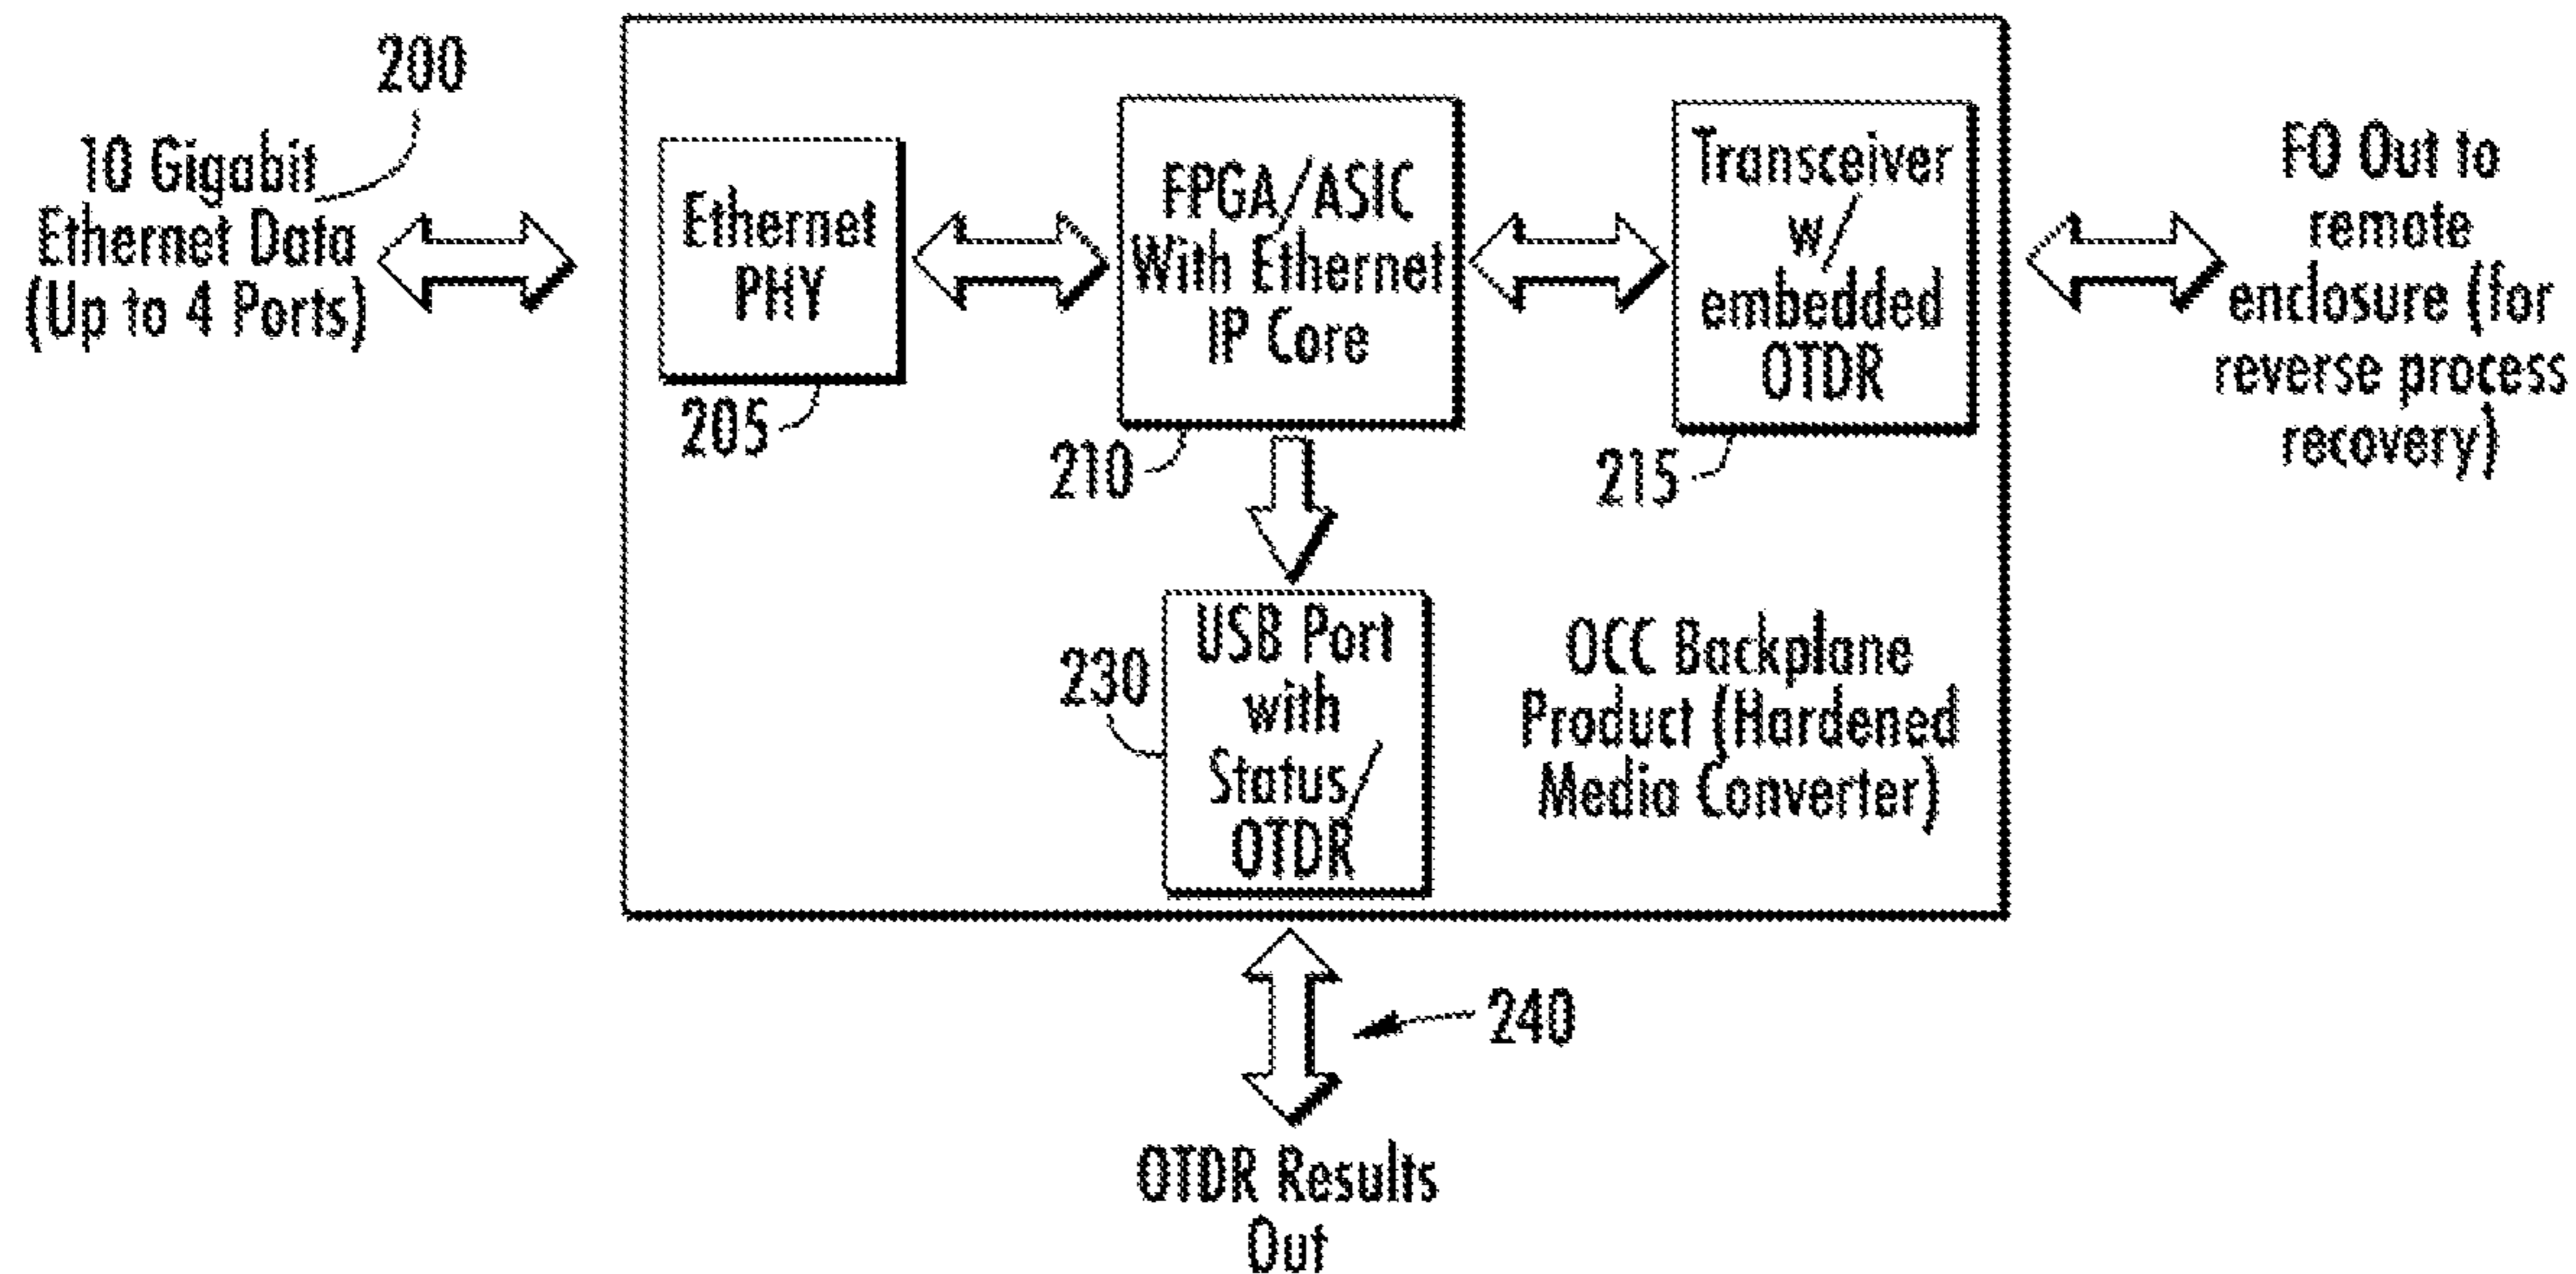 200
10 Gigabit
Ethernet Data
(Up to 4 Ports)
Ethernet
PHY
205
FPGA/ASIC
With Ethernet
IP Core
210
Transceiver
w/
embedded
OTDR
215
FO Out to
remote
enclosure (for
reverse process
recovery)
230
USB Port
with
Status/
OTDR
OCC Backplane
Product (Hardened
Media Converter)
240
OTDR Results
Out